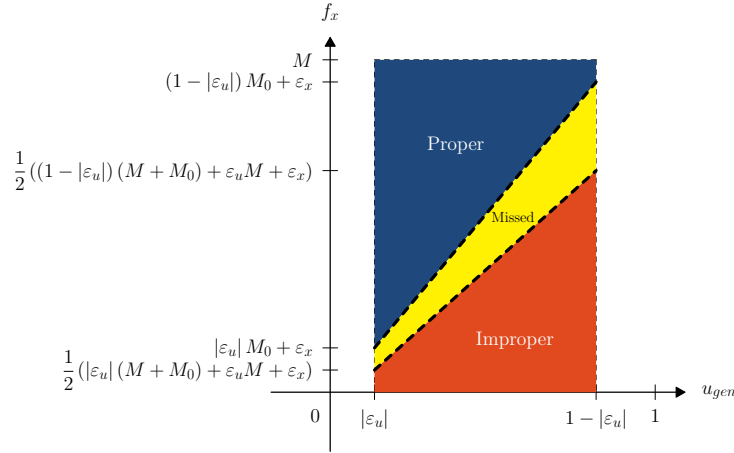 f_x
M
(1−|ε_u|) M_0 + ε_x
1/2 ((1−|ε_u|) (M + M_0) + ε_u M + ε_x)
Proper
Missed
|ε_u| M_0 + ε_x
Improper
1/2 (|ε_u| (M + M_0) + ε_u M + ε_x)
u_gen
0 |ε_u| 1−|ε_u| 1